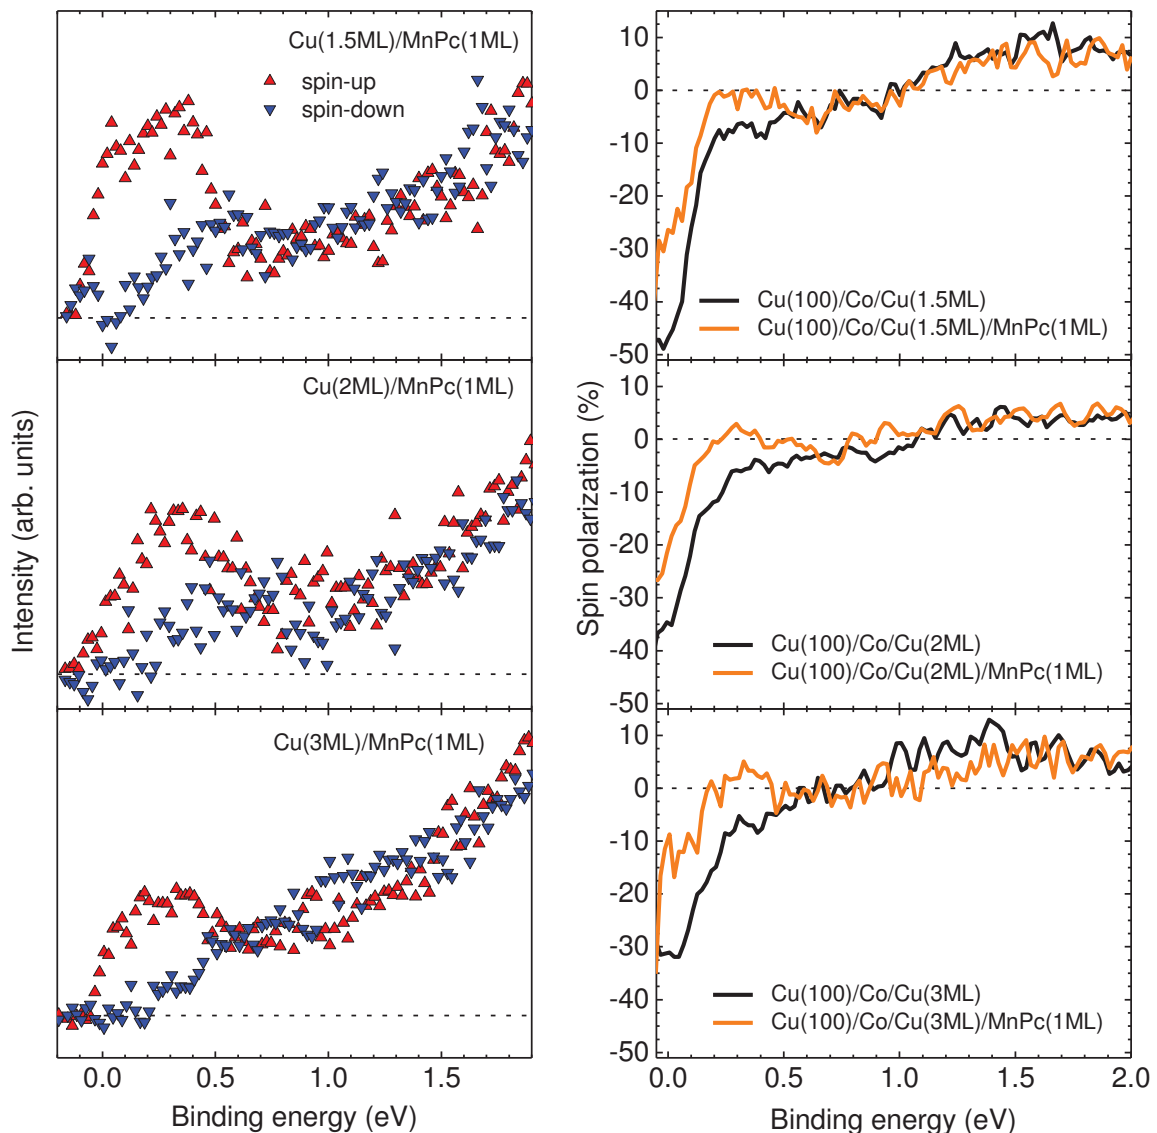 Cu(1.5ML)/MnPc(1ML)
spin-up
spin-down
Cu(2ML)/MnPc(1ML)
Cu(3ML)/MnPc(1ML)
Intensity (arb. units)
0.0 0.5 1.0 1.5
Binding energy (eV)
10
0
-10
-20
-30
-40
-50
Cu(100)/Co/Cu(1.5ML)
Cu(100)/Co/Cu(1.5ML)/MnPc(1ML)
10
0
-10
-20
-30
-40
-50
Cu(100)/Co/Cu(2ML)
Cu(100)/Co/Cu(2ML)/MnPc(1ML)
10
0
-10
-20
-30
-40
-50
Cu(100)/Co/Cu(3ML)
Cu(100)/Co/Cu(3ML)/MnPc(1ML)
Spin polarization (%)
0.0 0.5 1.0 1.5 2.0
Binding energy (eV)